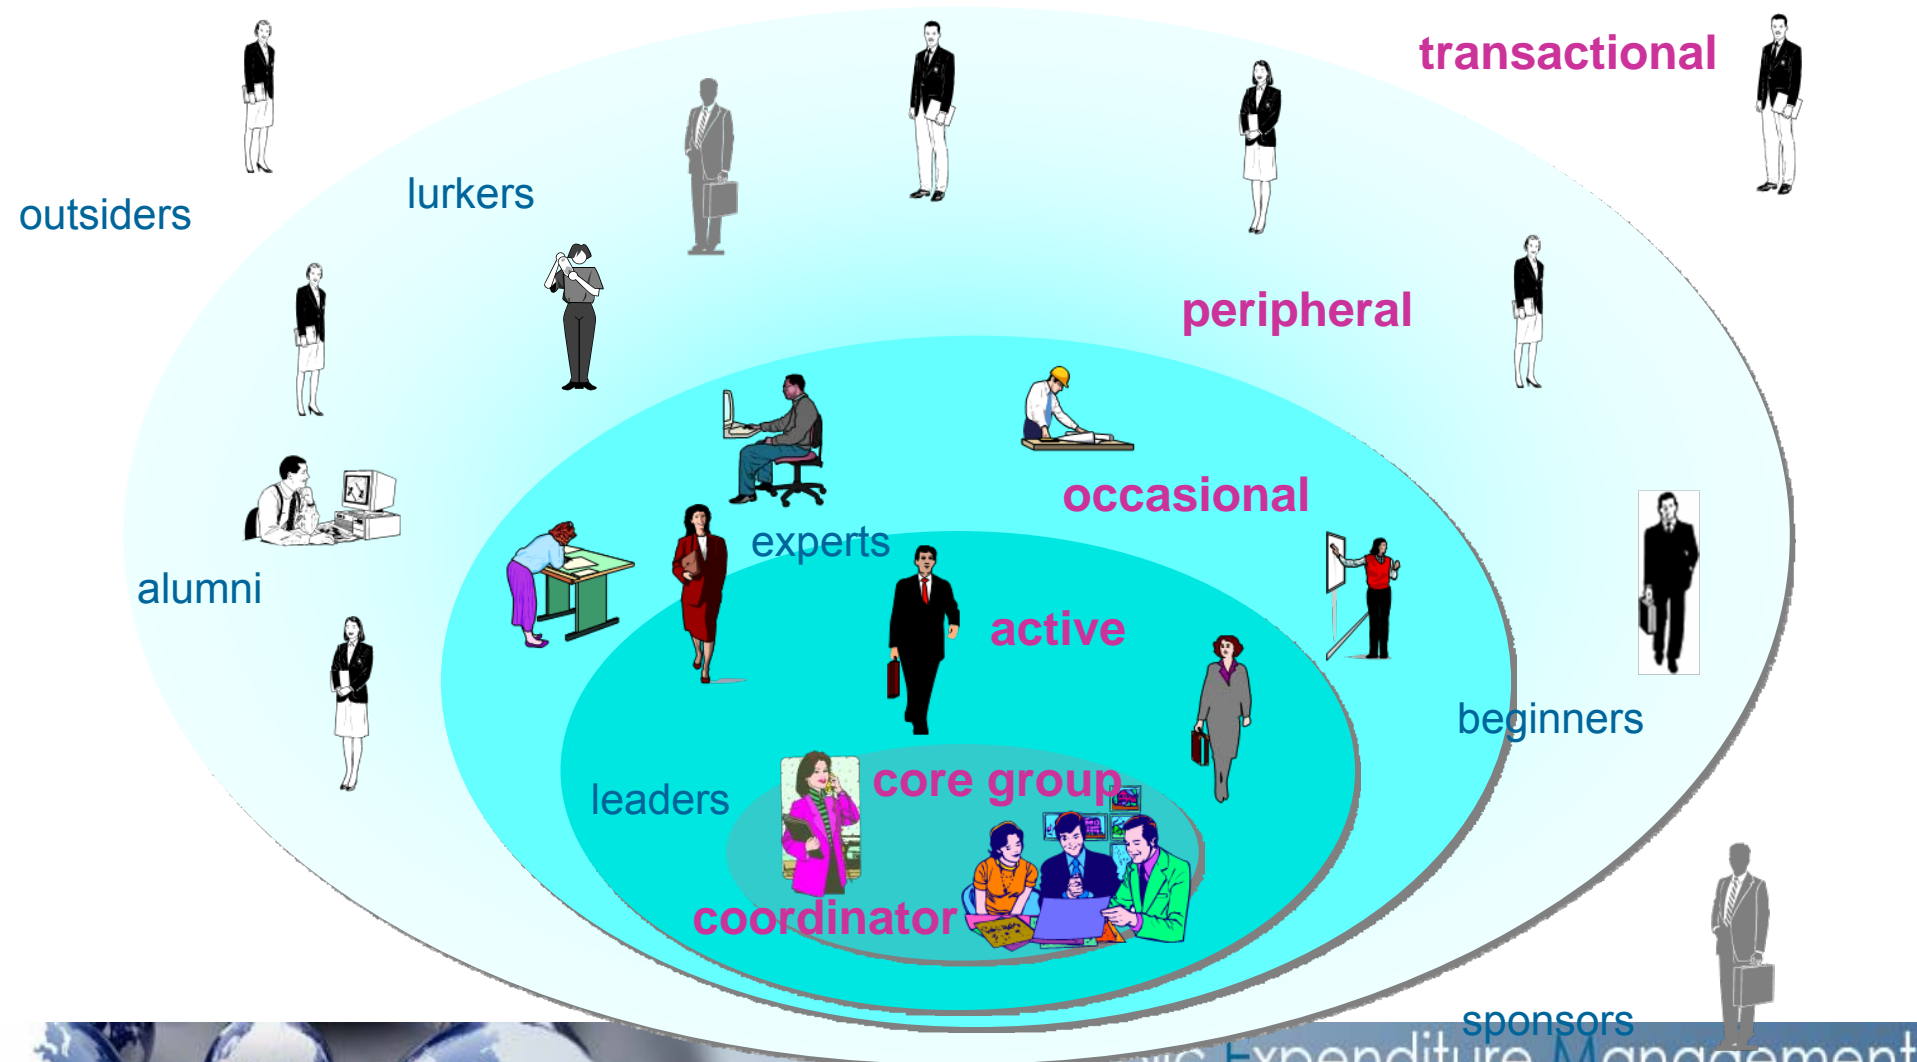 transactional
lurkers
outsiders
peripheral
occasional
experts
alumni
active
beginners
core group
leaders
coordinator
sponsors
Expenditure Management